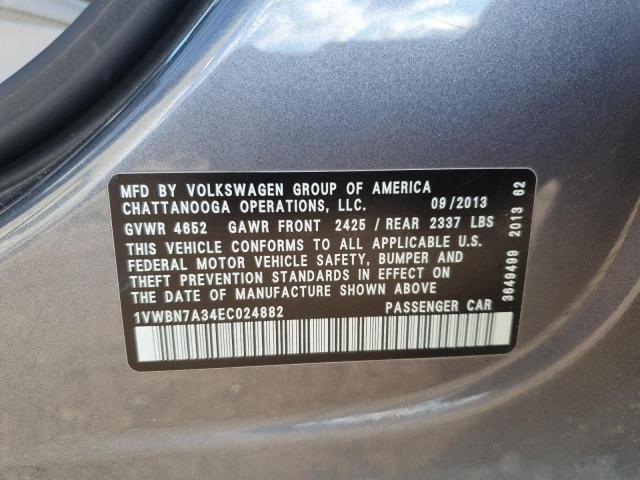 MFD BY VOLKSWAGEN GROUP OF AMERICA
CHATTANOOGA OPERATIONS, LLC. 09/2013
GVWR 4652 GAWR FRONT 2425 / REAR 2337 LBS
THIS VEHICLE CONFORMS TO ALL APPLICABLE U.S.
FEDERAL MOTOR VEHICLE SAFETY, BUMPER AND
THEFT PREVENTION STANDARDS IN EFFECT ON
THE DATE OF MANUFACTURE SHOWN ABOVE
1VWBN7A34EC024882 PASSENGER CAR
3649499 2013 62